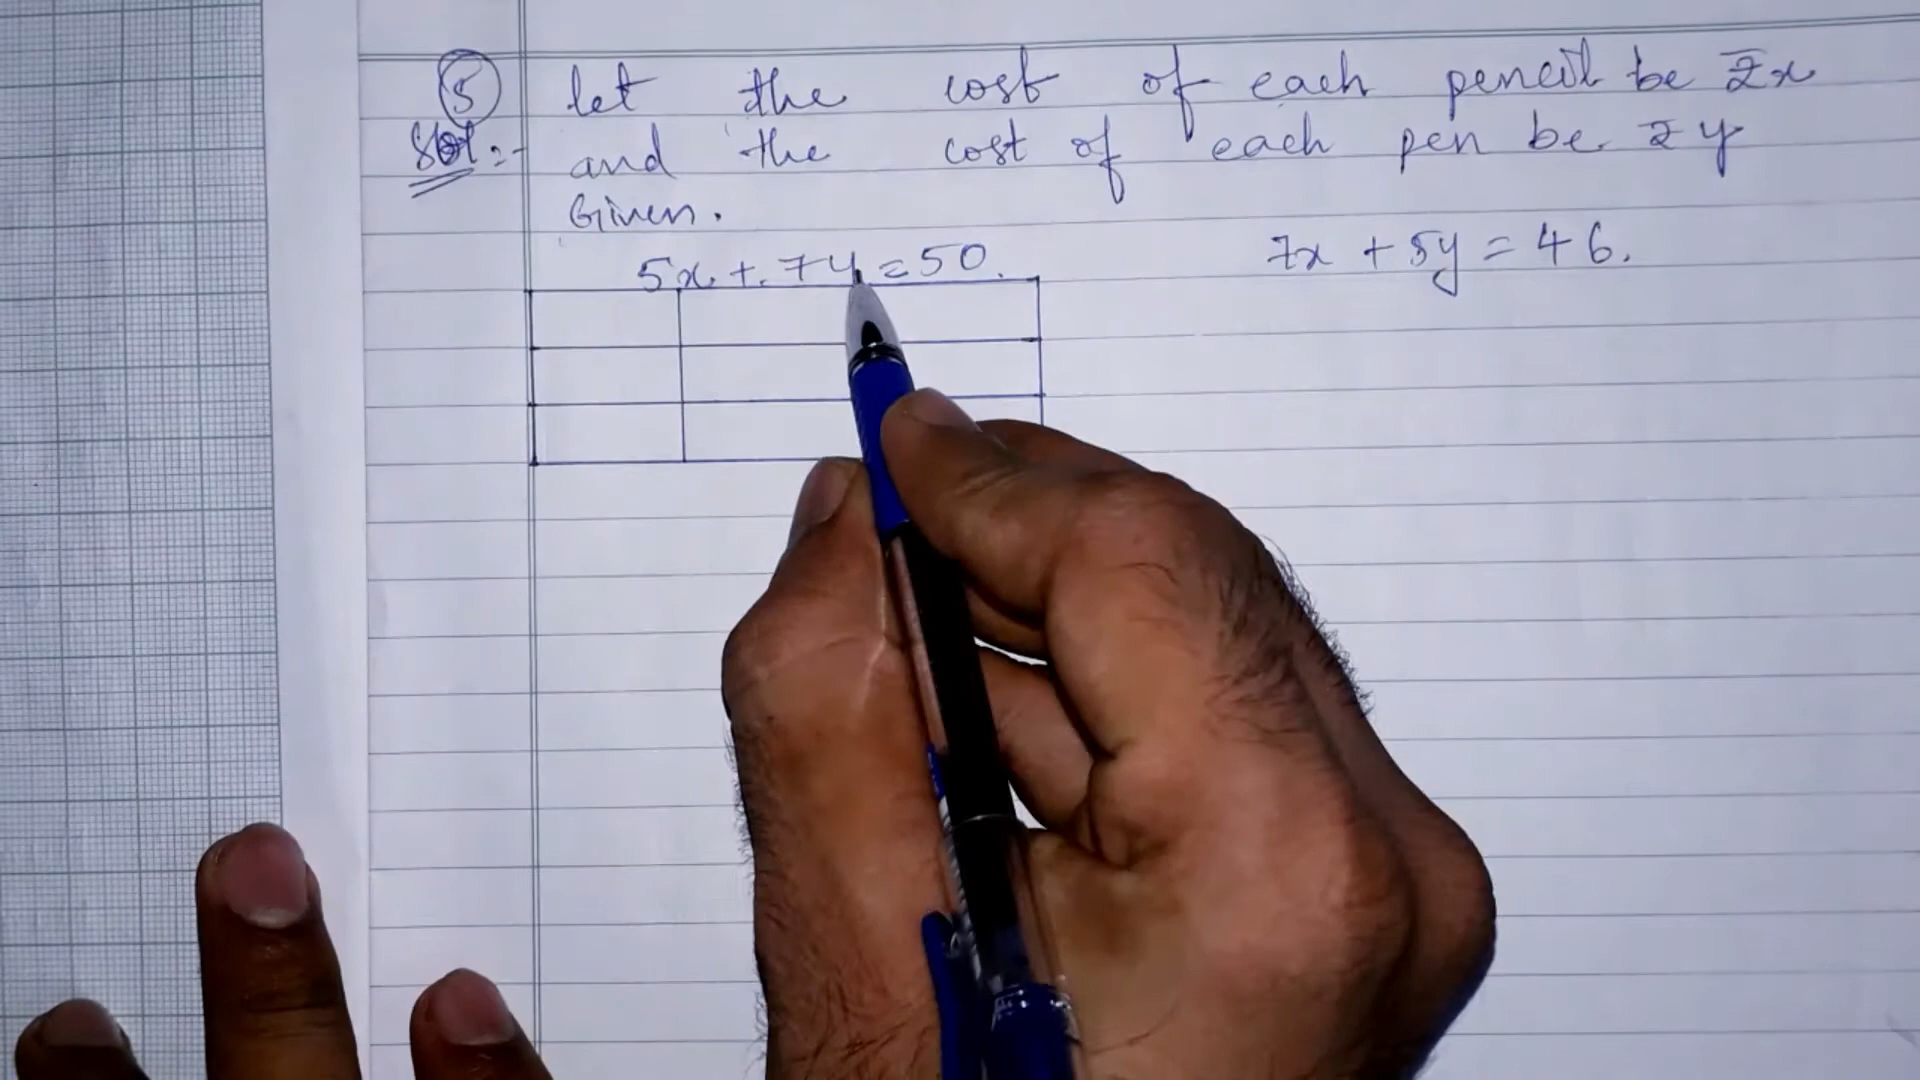 5 let the cost of each pencil be ₹x
Sol:- and the cost of each pen be ₹y
Given.
5x + 7y = 50. 7x + 5y = 46.